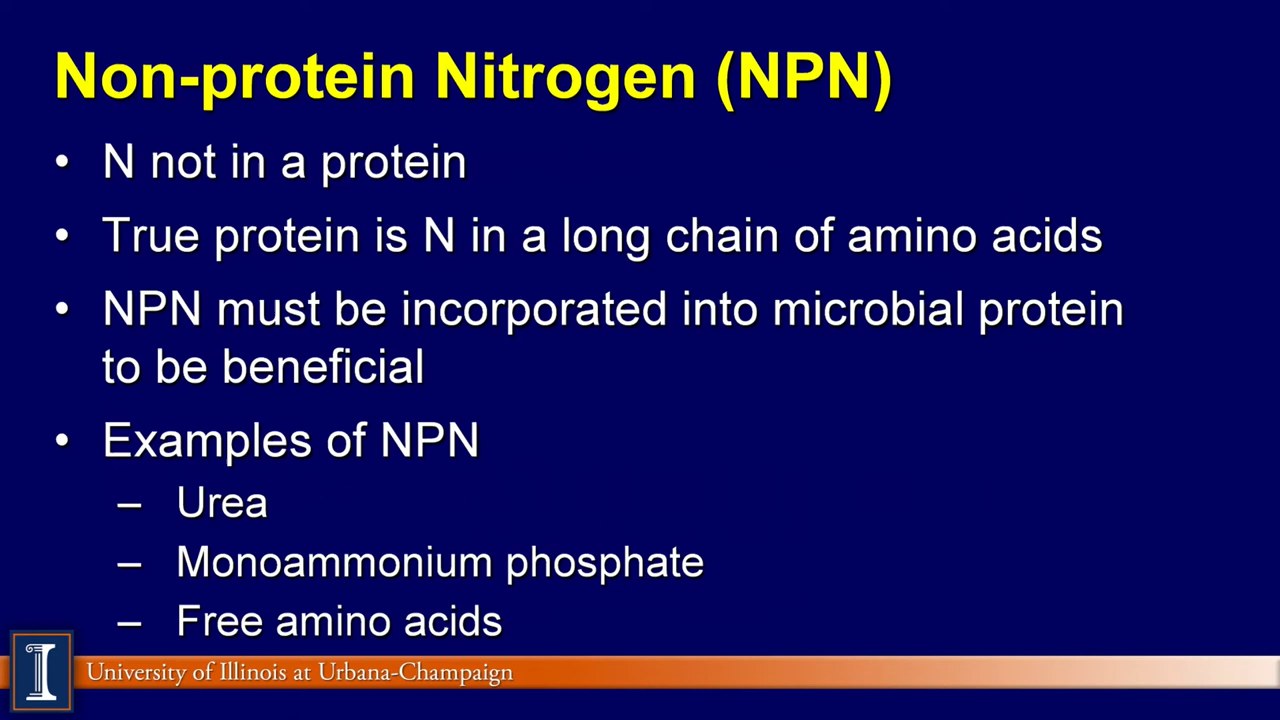 Non-protein Nitrogen (NPN)
• N not in a protein
• True protein is N in a long chain of amino acids
• NPN must be incorporated into microbial protein
to be beneficial
• Examples of NPN
– Urea
– Monoammonium phosphate
– Free amino acids
I
University of Illinois at Urbana-Champaign